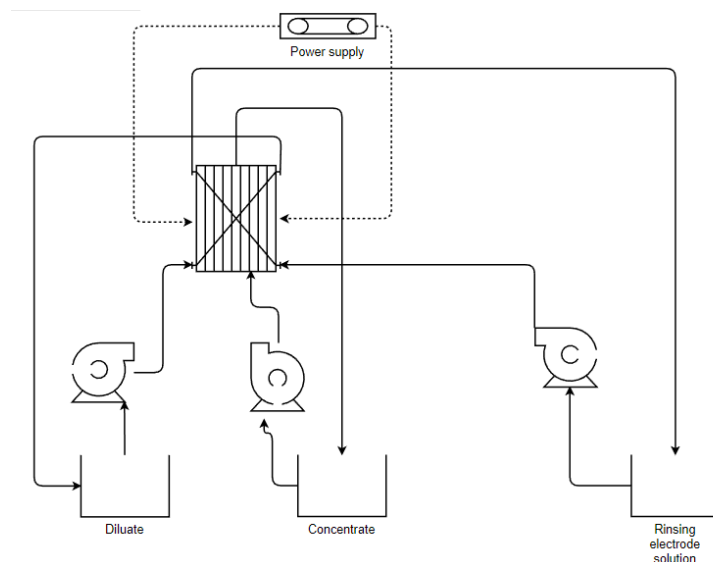 Power supply
Diluate
Concentrate
Rinsing
electrode
solution